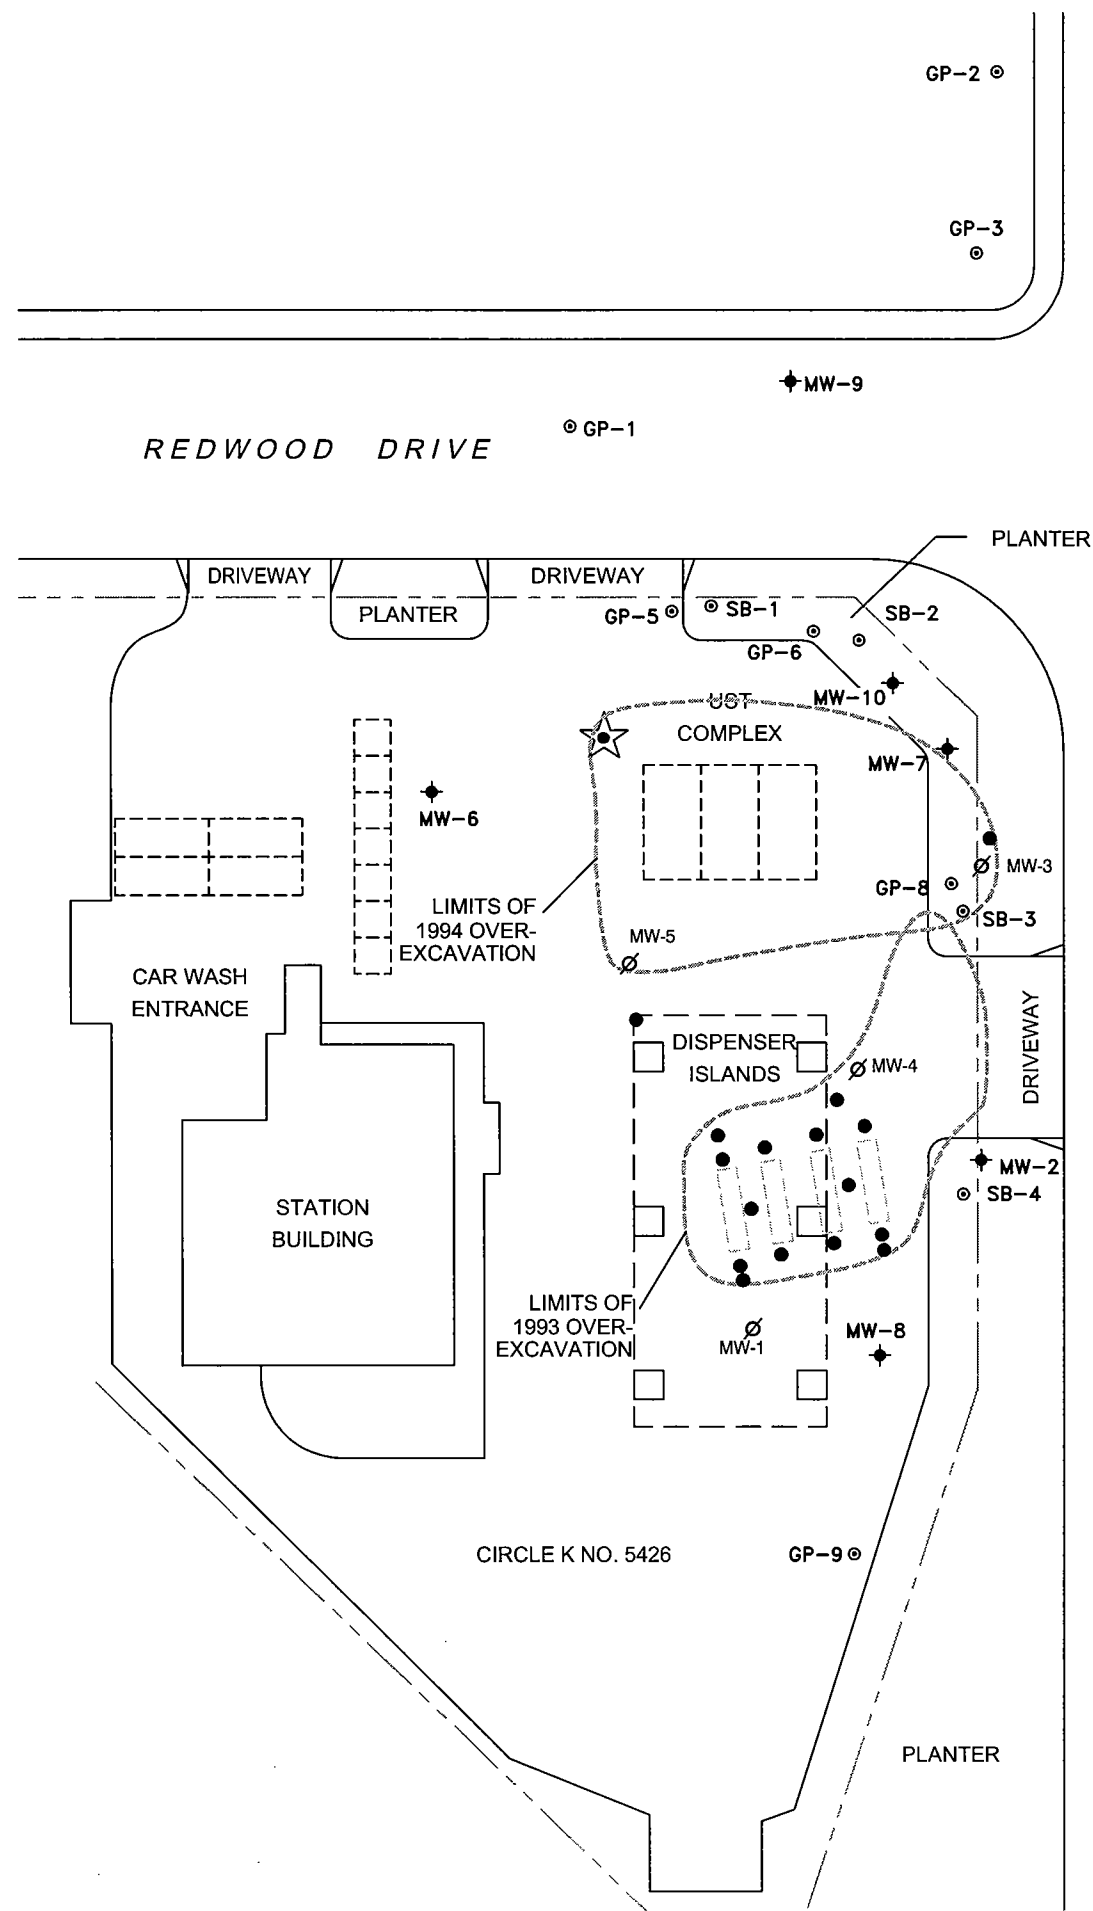 GP-2
GP-3
MW-9
GP-1
REDWOOD DRIVE
PLANTER
DRIVEWAY
DRIVEWAY
PLANTER
GP-5
SB-1
SB-2
GP-6
MW-10
UST
COMPLEX
MW-7
MW-6
MW-3
GP-8
SB-3
LIMITS OF
1994 OVER-
EXCAVATION
MW-5
CAR WASH
ENTRANCE
DISPENSER
ISLANDS
MW-4
DRIVEWAY
MW-2
SB-4
STATION
BUILDING
LIMITS OF
1993 OVER-
EXCAVATION
MW-1
MW-8
CIRCLE K NO. 5426
GP-9
PLANTER